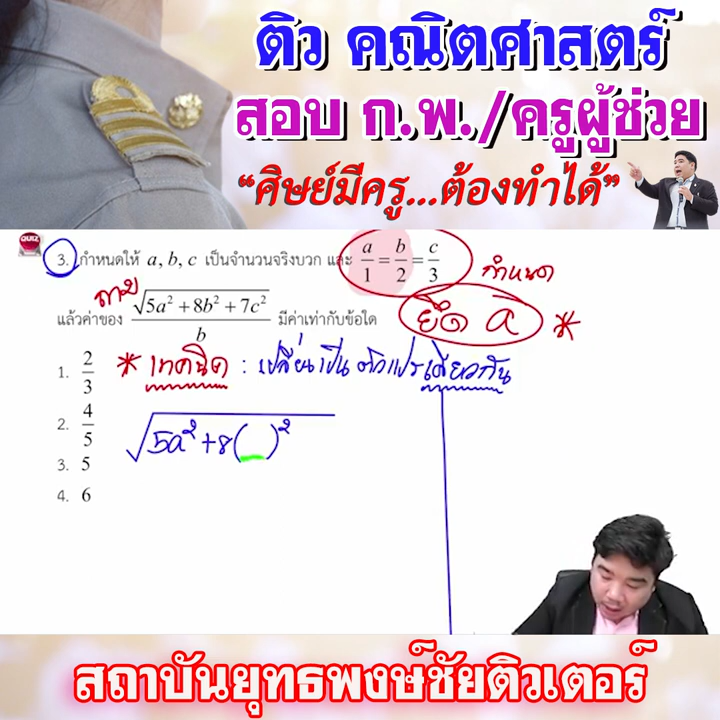 ติว คณิตศาสตร์
สอบ ก.พ./ครูผู้ช่วย
“ศิษย์มีครู...ต้องทำได้”
QUIZ
3. กำหนดให้ a, b, c เป็นจำนวนจริงบวก และ a/1 = b/2 = c/3 กำหนด
ถาม
แล้วค่าของ √(5a² + 8b² + 7c²)/b มีค่าเท่ากับข้อใด ยึด a *
1. 2/3 * เทคนิค : เปลี่ยนเป็น ตัวแปรเดียวกัน
2. 4/5 √5a² + 8( )²
3. 5
4. 6
สถาบันยุทธพงษ์ชัยติวเตอร์